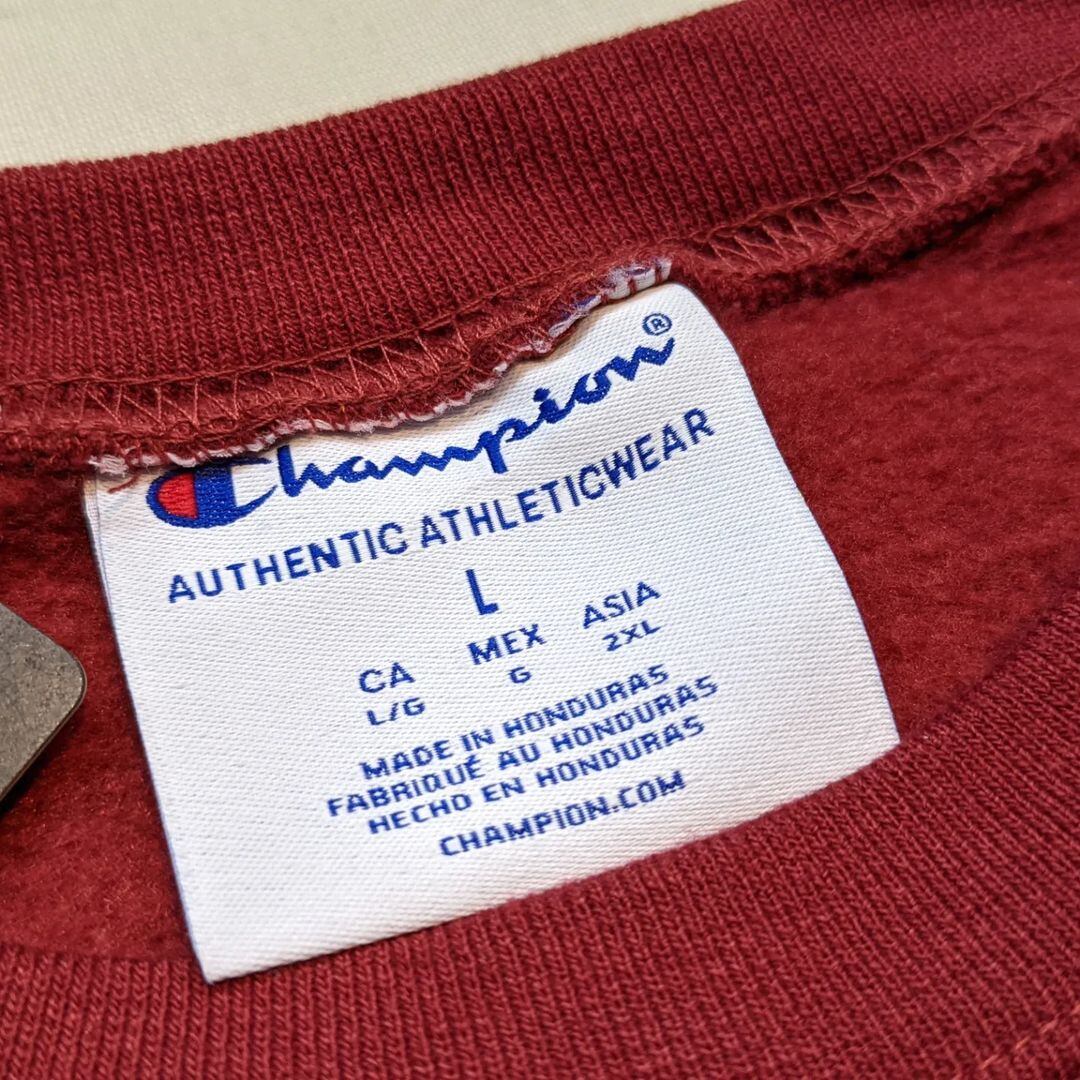 Champion®
AUTHENTIC ATHLETICWEAR
L
CA MEX ASIA
L/G G 2XL
MADE IN HONDURAS
FABRIQUÉ AU HONDURAS
HECHO EN HONDURAS
CHAMPION.COM